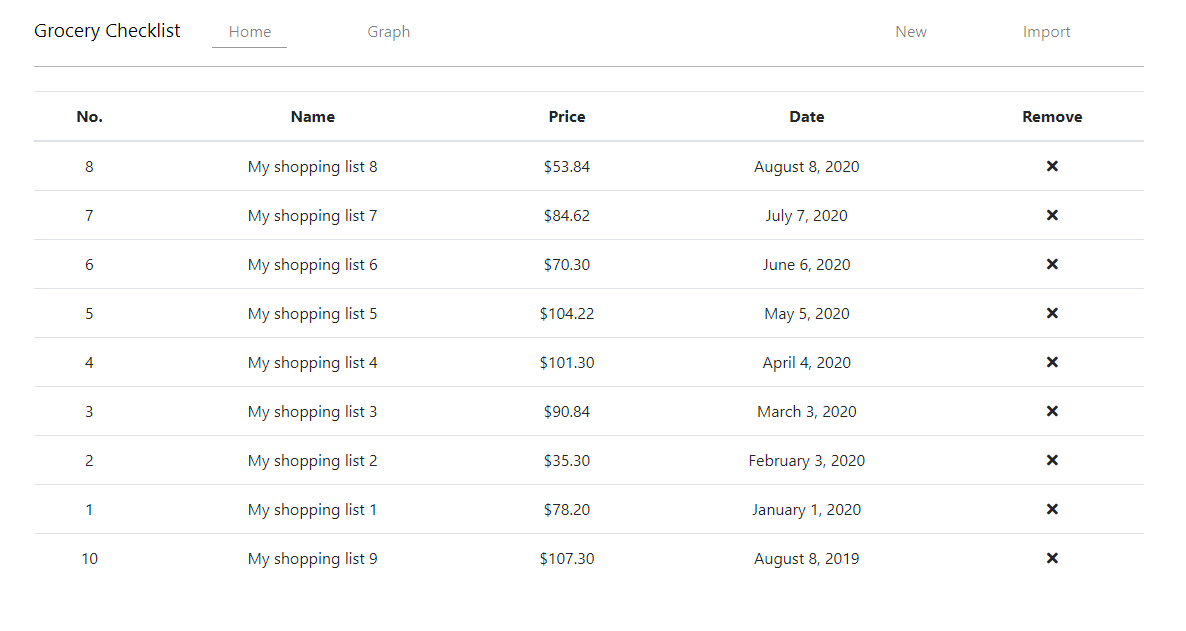 Grocery Checklist Home Graph New Import
No. Name Price Date Remove
8 My shopping list 8 $53.84 August 8, 2020
7 My shopping list 7 $84.62 July 7, 2020
6 My shopping list 6 $70.30 June 6, 2020
5 My shopping list 5 $104.22 May 5, 2020
4 My shopping list 4 $101.30 April 4, 2020
3 My shopping list 3 $90.84 March 3, 2020
2 My shopping list 2 $35.30 February 3, 2020
1 My shopping list 1 $78.20 January 1, 2020
10 My shopping list 9 $107.30 August 8, 2019